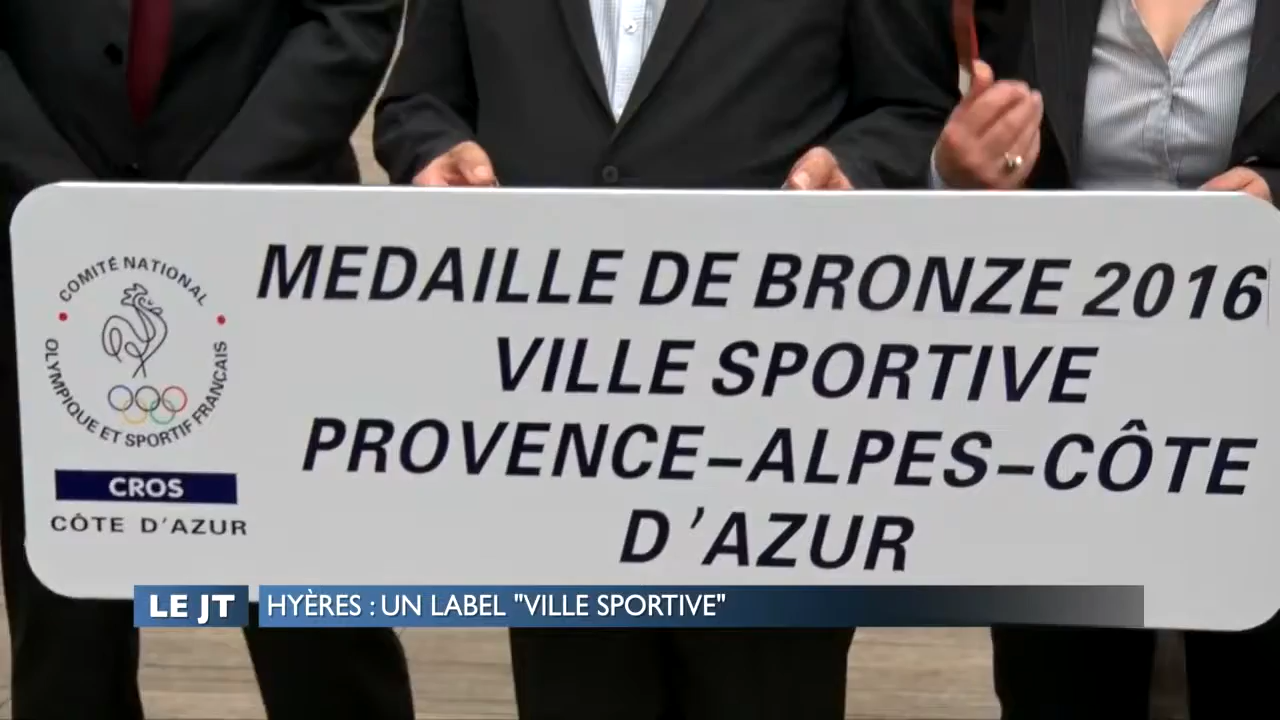 COMITÉ NATIONAL
OLYMPIQUE ET SPORTIF FRANÇAIS
CROS
CÔTE D'AZUR
MEDAILLE DE BRONZE 2016
VILLE SPORTIVE
PROVENCE-ALPES-CÔTE
D'AZUR
LE JT HYÈRES : UN LABEL "VILLE SPORTIVE"